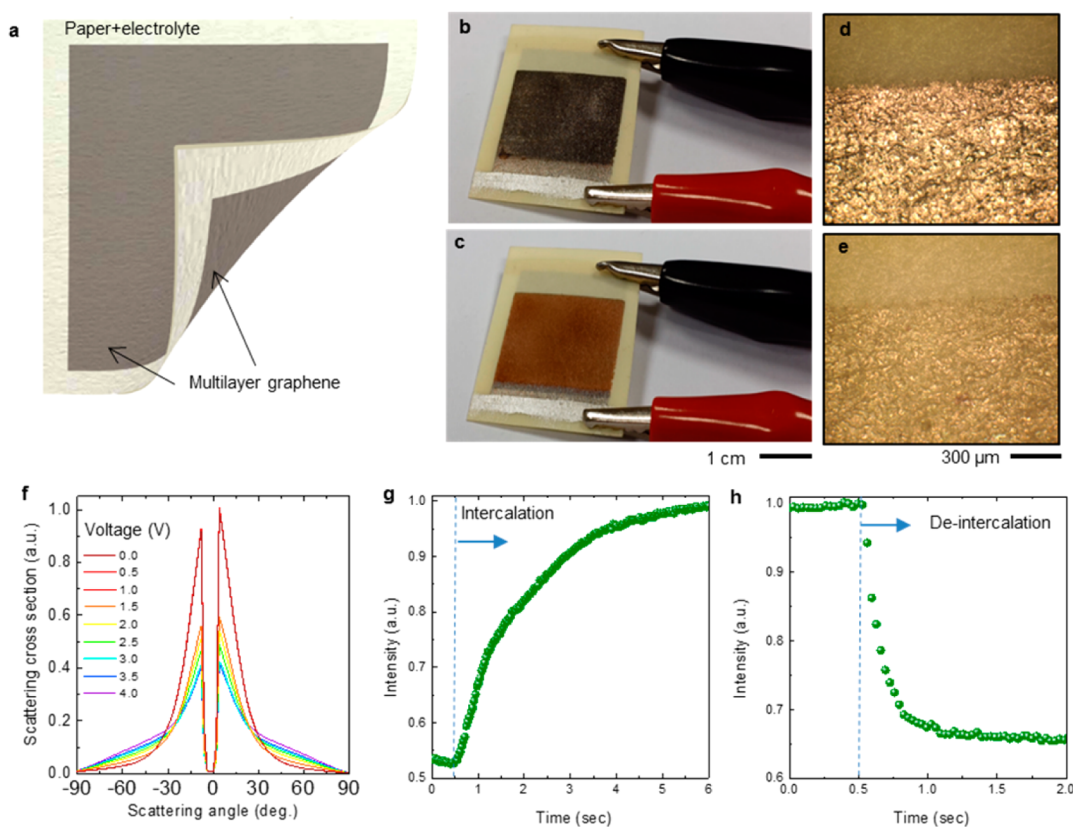 a
Paper+electrolyte
Multilayer graphene
b
c
1 cm
d
e
300 µm
f
Voltage (V)
0.0
0.5
1.0
1.5
2.0
2.5
3.0
3.5
4.0
Scattering cross section (a.u.)
1.0
0.8
0.6
0.4
0.2
0.0
-90 -60 -30 0 30 60 90
Scattering angle (deg.)
g
Intercalation
Intensity (a.u.)
1.0
0.9
0.8
0.7
0.6
0.5
0 1 2 3 4 5 6
Time (sec)
h
De-intercalation
Intensity (a.u.)
1.0
0.9
0.8
0.7
0.6
0.0 0.5 1.0 1.5 2.0
Time (sec)